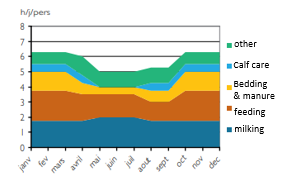 h/j/pers
8
7
6
5
4
3
2
1
0
janv
fev
mars
avril
mai
juin
juil
aout
sept
oct
nov
dec
other
Calf care
Bedding
& manure
feeding
milking